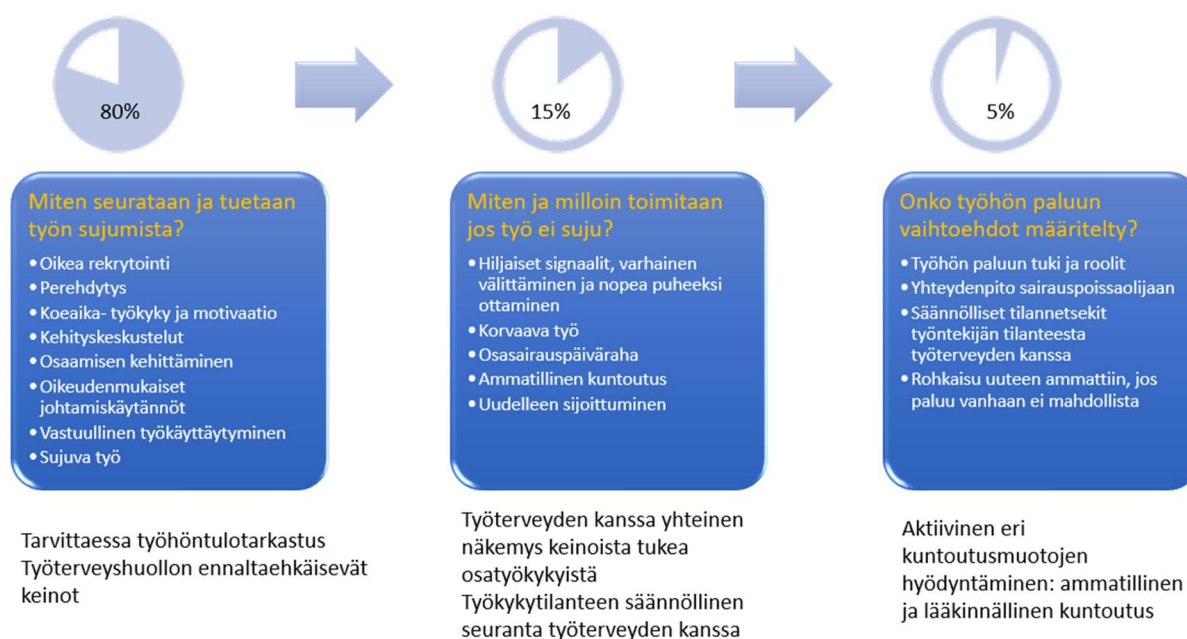 80%
15%
5%
Miten seurataan ja tuetaan
työn sujumista?
• Oikea rekrytointi
• Perehdytys
• Koeaika- työkyky ja motivaatio
• Kehityskeskustelut
• Osaamisen kehittäminen
• Oikeudenmukaiset
johtamiskäytännöt
• Vastuullinen työkäyttäytyminen
• Sujuva työ
Tarvittaessa työhöntulotarkastus
Työterveyshuollon ennaltaehkäisevät
keinot
Miten ja milloin toimitaan
jos työ ei suju?
• Hiljaiset signaalit, varhainen
välittäminen ja nopea puheeksi
ottaminen
• Korvaava työ
• Osasairauspäiväraha
• Ammatillinen kuntoutus
• Uudelleen sijoittuminen
Työterveyden kanssa yhteinen
näkemys keinoista tukea
osatyökykyistä
Työkykytilanteen säännöllinen
seuranta työterveyden kanssa
Onko työhön paluun
vaihtoehdot määritelty?
• Työhön paluun tuki ja roolit
• Yhteydenpito sairauspoissaolijaan
• Säännölliset tilannetsekit
työntekijän tilanteesta
työterveyden kanssa
• Rohkaisu uuteen ammattiin, jos
paluu vanhaan ei mahdollista
Aktiivinen eri
kuntoutusmuotojen
hyödyntäminen: ammatillinen
ja lääkinnällinen kuntoutus